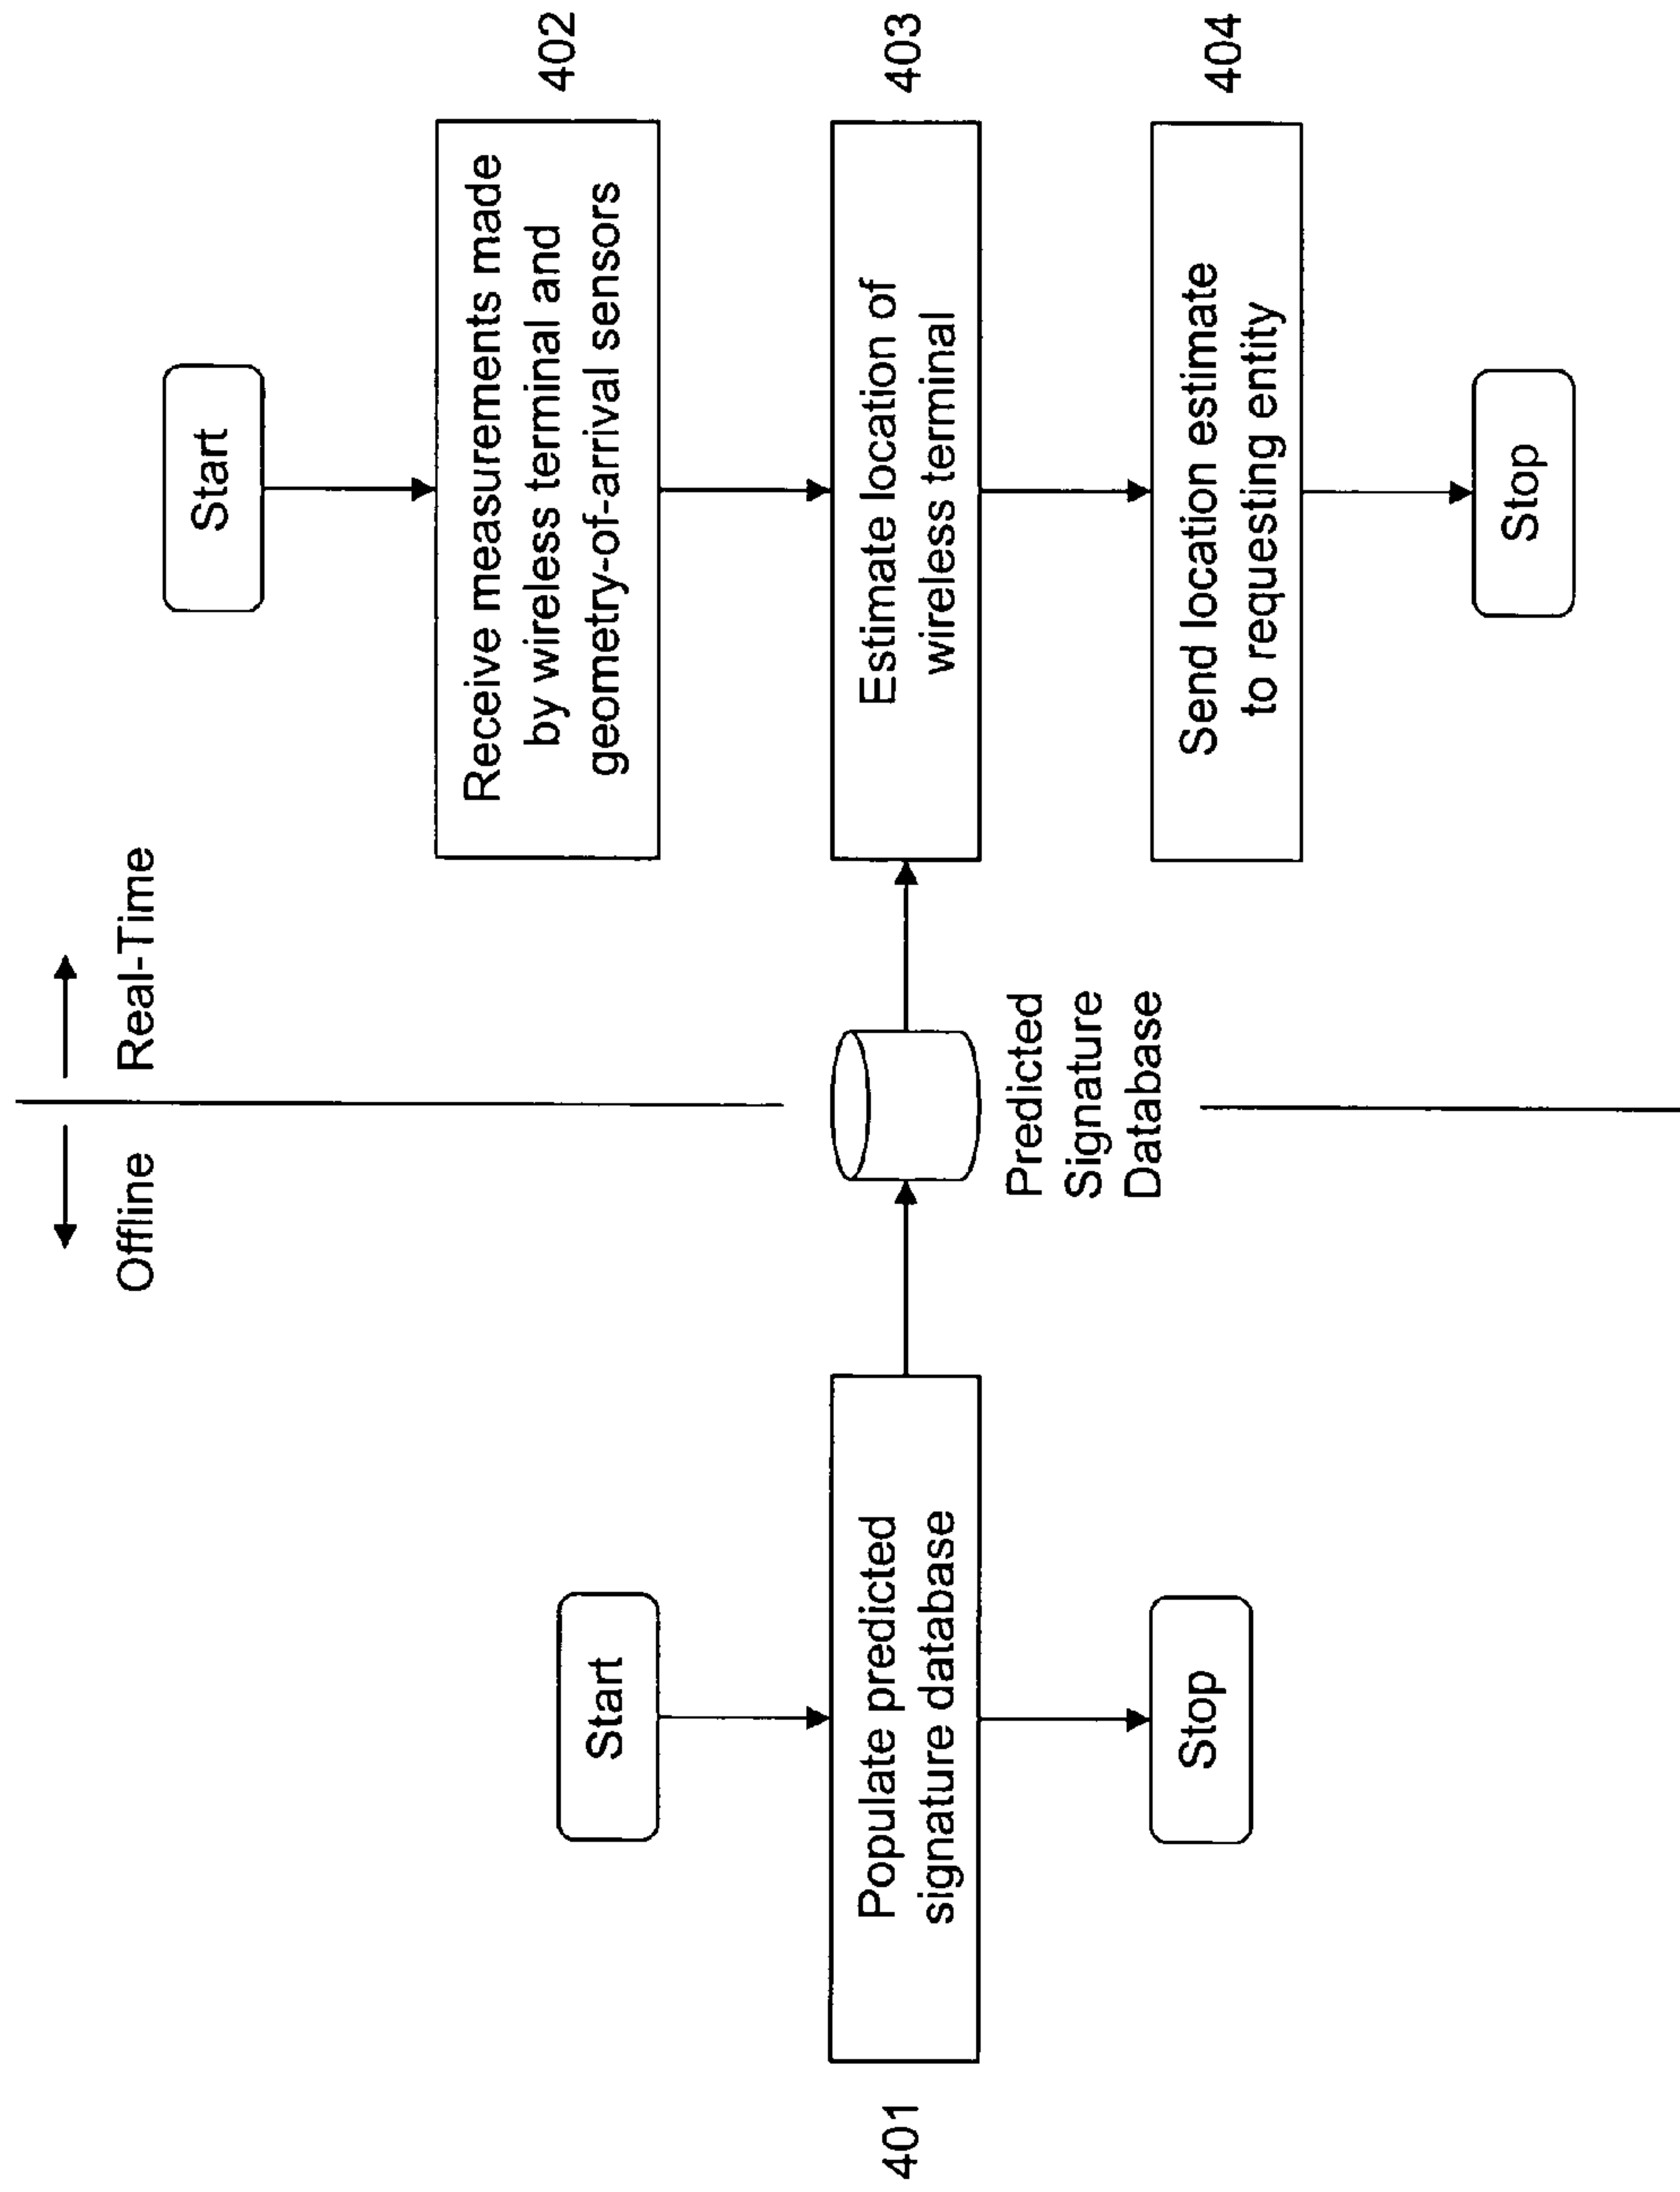 Offline
Real-Time
Start
401
Populate predicted
signature database
Stop
Predicted
Signature
Database
Start
Receive measurements made
by wireless terminal and
geometry-of-arrival sensors
402
Estimate location of
wireless terminal
403
Send location estimate
to requesting entity
404
Stop